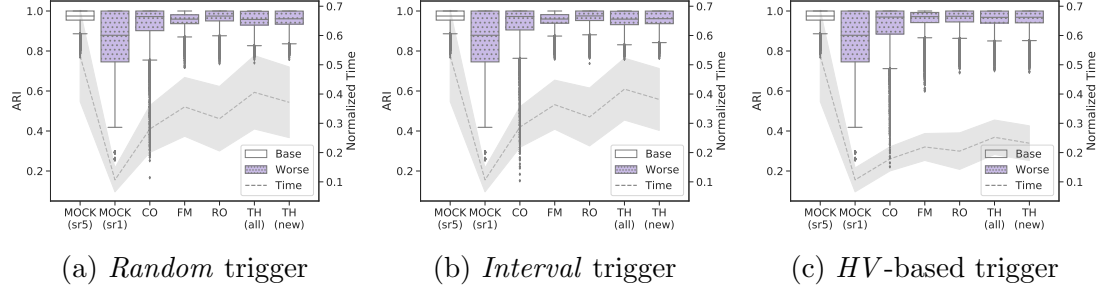 1.0
0.8
0.6
0.4
0.2
ARI
0.7
0.6
0.5
0.4
0.3
0.2
0.1
Normalized Time
Base
Worse
Time
MOCK (sr5)
MOCK (sr1)
CO
FM
RO
TH (all)
TH (new)
(a) Random trigger
1.0
0.8
0.6
0.4
0.2
ARI
0.7
0.6
0.5
0.4
0.3
0.2
0.1
Normalized Time
Base
Worse
Time
MOCK (sr5)
MOCK (sr1)
CO
FM
RO
TH (all)
TH (new)
(b) Interval trigger
1.0
0.8
0.6
0.4
0.2
ARI
0.7
0.6
0.5
0.4
0.3
0.2
0.1
Normalized Time
Base
Worse
Time
MOCK (sr5)
MOCK (sr1)
CO
FM
RO
TH (all)
TH (new)
(c) HV-based trigger